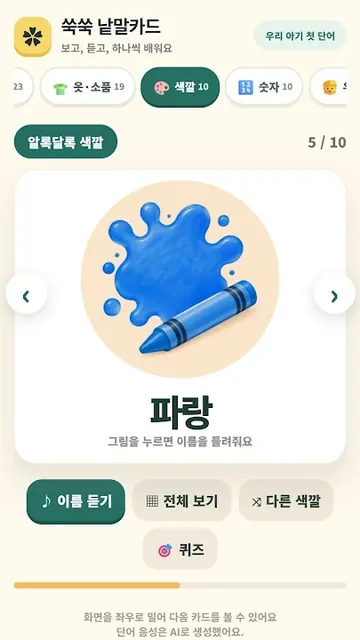 쑥쑥 낱말카드
보고, 듣고, 하나씩 배워요
우리 아기 첫 단어
23
옷·소품 19
색깔 10
숫자 10
알록달록 색깔
5 / 10
파랑
그림을 누르면 이름을 들려줘요
이름 듣기
전체 보기
다른 색깔
퀴즈
화면을 좌우로 밀어 다음 카드를 볼 수 있어요
단어 음성은 AI로 생성했어요.